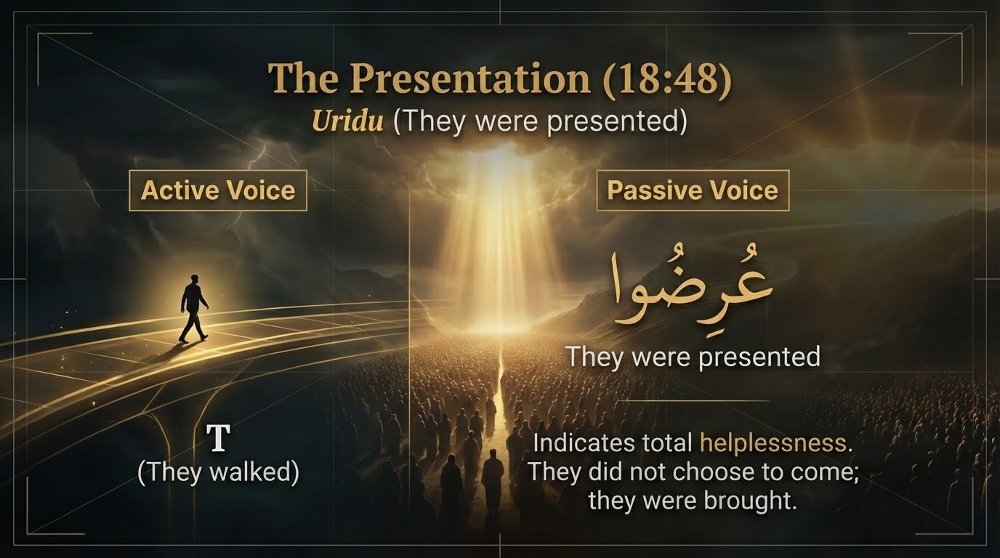 The Presentation (18:48)
Uridu (They were presented)
Active Voice
T
(They walked)
Passive Voice
عُرِضُوا
They were presented
Indicates total helplessness.
They did not choose to come;
they were brought.